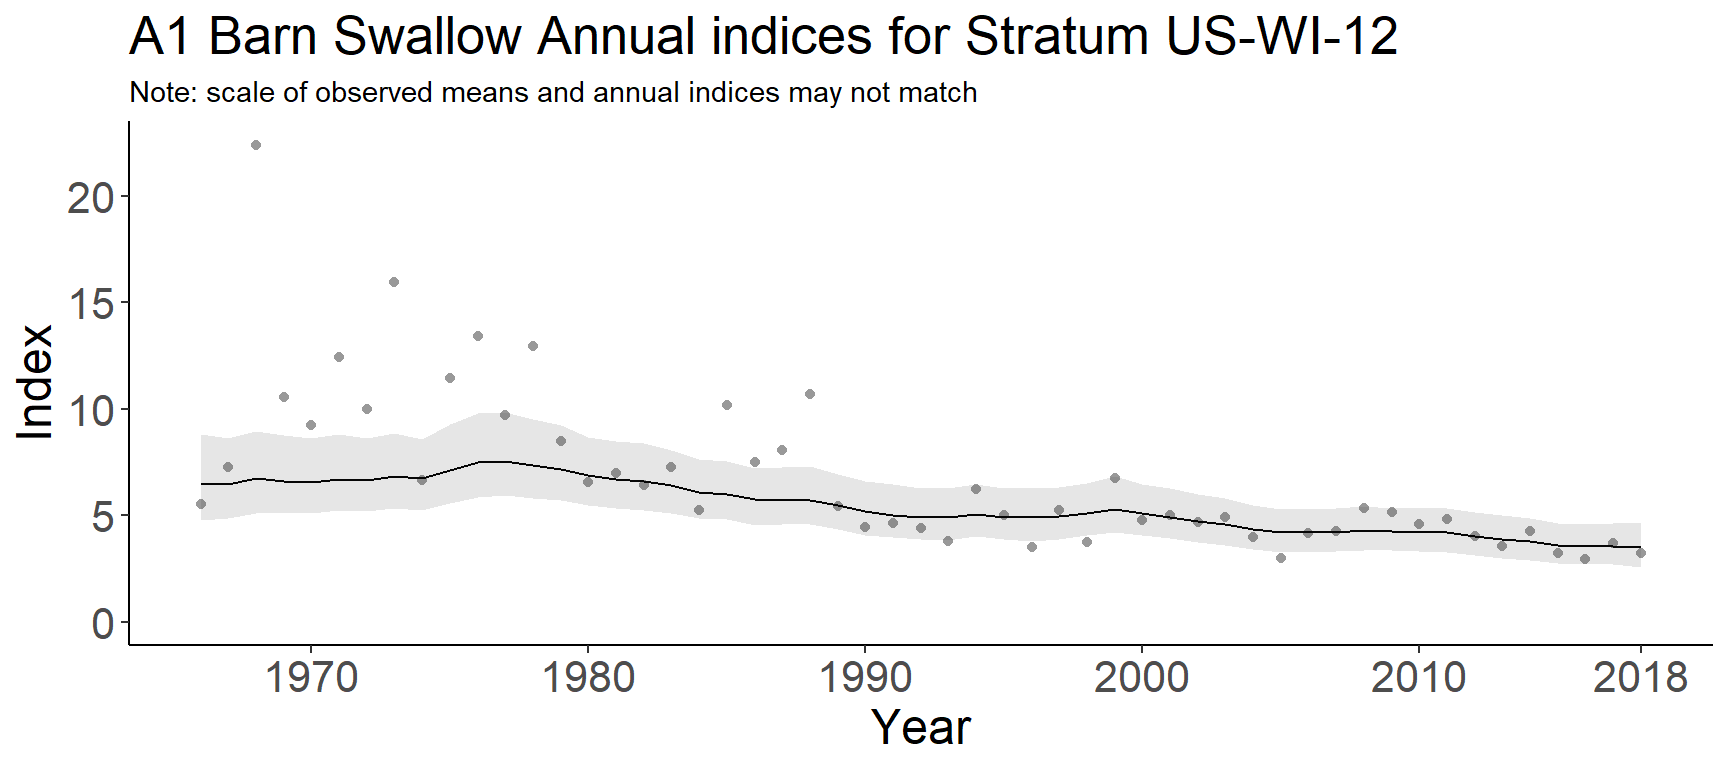 A1 Barn Swallow Annual indices for Stratum US-WI-12
Note: scale of observed means and annual indices may not match
20
15
10
5
0
Index
1970 1980 1990 2000 2010 2018
Year